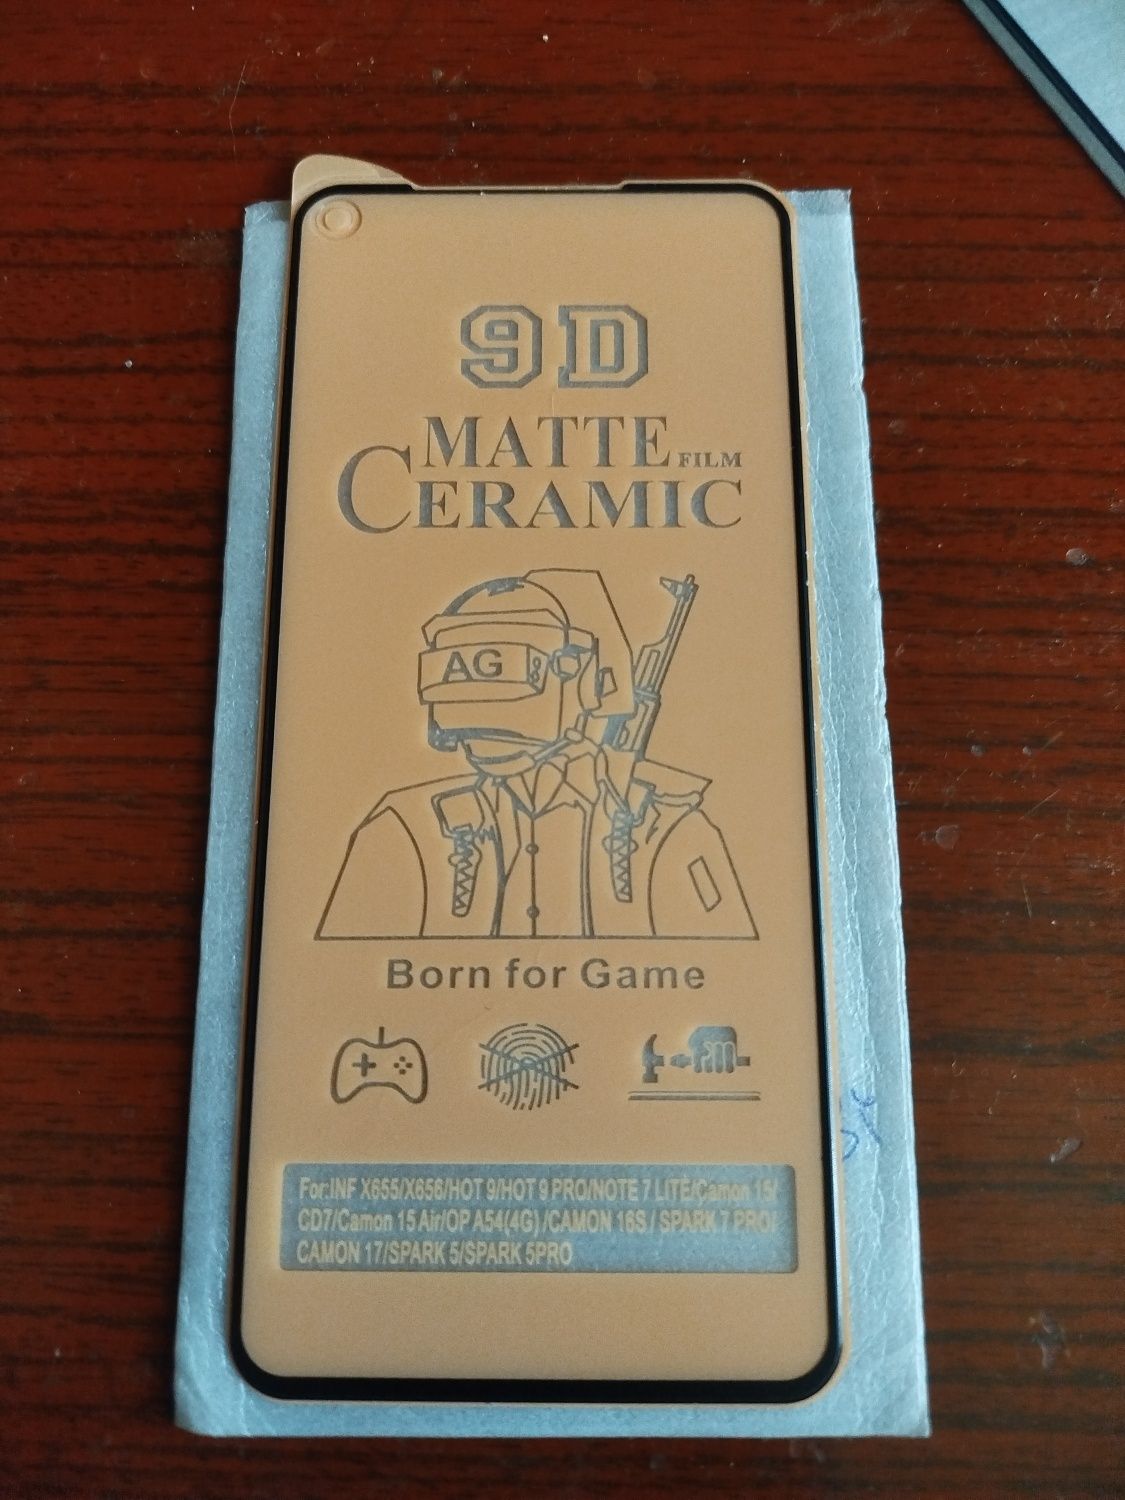 9D
MATTE FILM
CERAMIC
AG
Born for Game
For:INF X655/X656/HOT 9/HOT 9 PRO/NOTE 7 LITE/Camon 15/
CD7/Camon 15 Air/OP A54(4G) /CAMON 16S / SPARK 7 PRO/
CAMON 17/SPARK 5/SPARK 5PRO